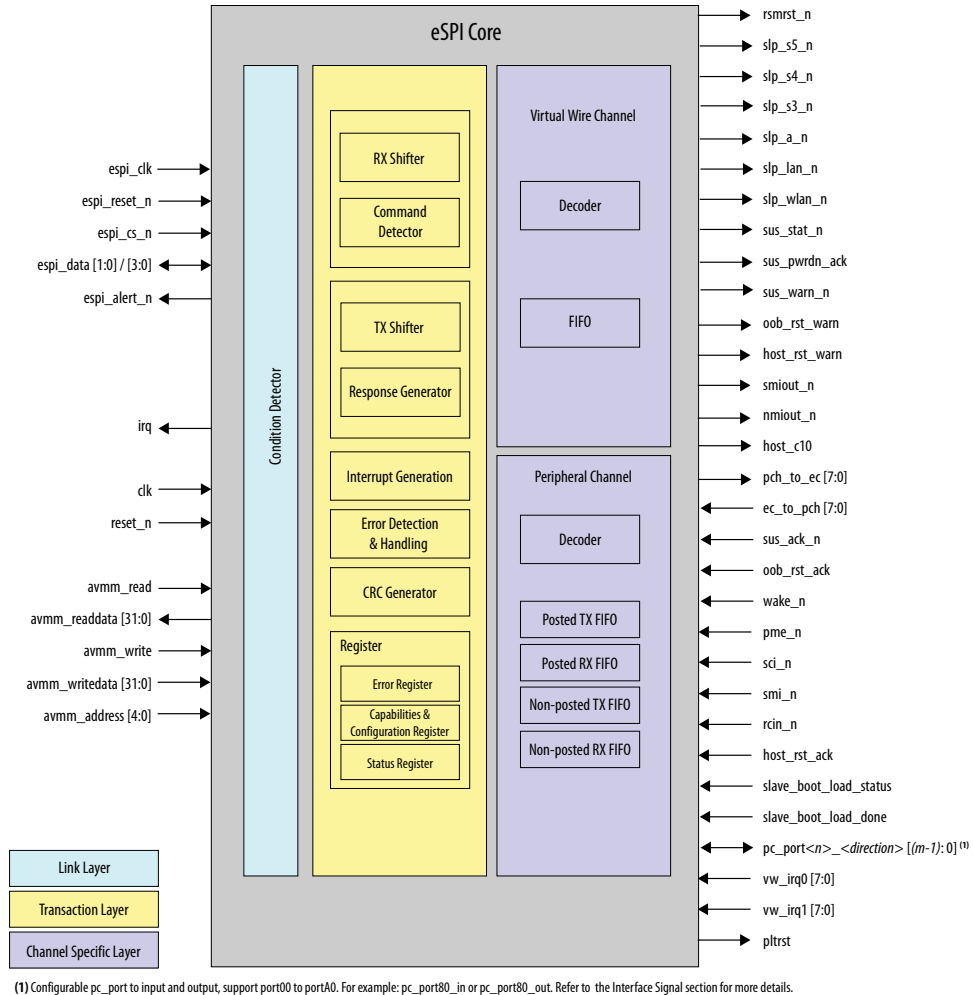 eSPI Core
espi_clk
espi_reset_n
espi_cs_n
espi_data [1:0] / [3:0]
espi_alert_n
irq
clk
reset_n
avmm_read
avmm_readdata [31:0]
avmm_write
avmm_writedata [31:0]
avmm_address [4:0]
Condition Detector
RX Shifter
Command
Detector
TX Shifter
Response Generator
Interrupt Generation
Error Detection
& Handling
CRC Generator
Register
Error Register
Capabilities &
Configuration Register
Status Register
Virtual Wire Channel
Decoder
FIFO
Peripheral Channel
Decoder
Posted TX FIFO
Posted RX FIFO
Non-posted TX FIFO
Non-posted RX FIFO
rsmrst_n
slp_s5_n
slp_s4_n
slp_s3_n
slp_a_n
slp_lan_n
slp_wlan_n
sus_stat_n
sus_pwrdn_ack
sus_warn_n
oob_rst_warn
host_rst_warn
smiout_n
nmiout_n
host_c10
pch_to_ec [7:0]
ec_to_pch [7:0]
sus_ack_n
oob_rst_ack
wake_n
pme_n
sci_n
smi_n
rcin_n
host_rst_ack
slave_boot_load_status
slave_boot_load_done
pc_port<n>_<direction> [(m-1): 0] (1)
vw_irq0 [7:0]
vw_irq1 [7:0]
pltrst
Link Layer
Transaction Layer
Channel Specific Layer
(1) Configurable pc_port to input and output, support port00 to portA0. For example: pc_port80_in or pc_port80_out. Refer to the Interface Signal section for more details.